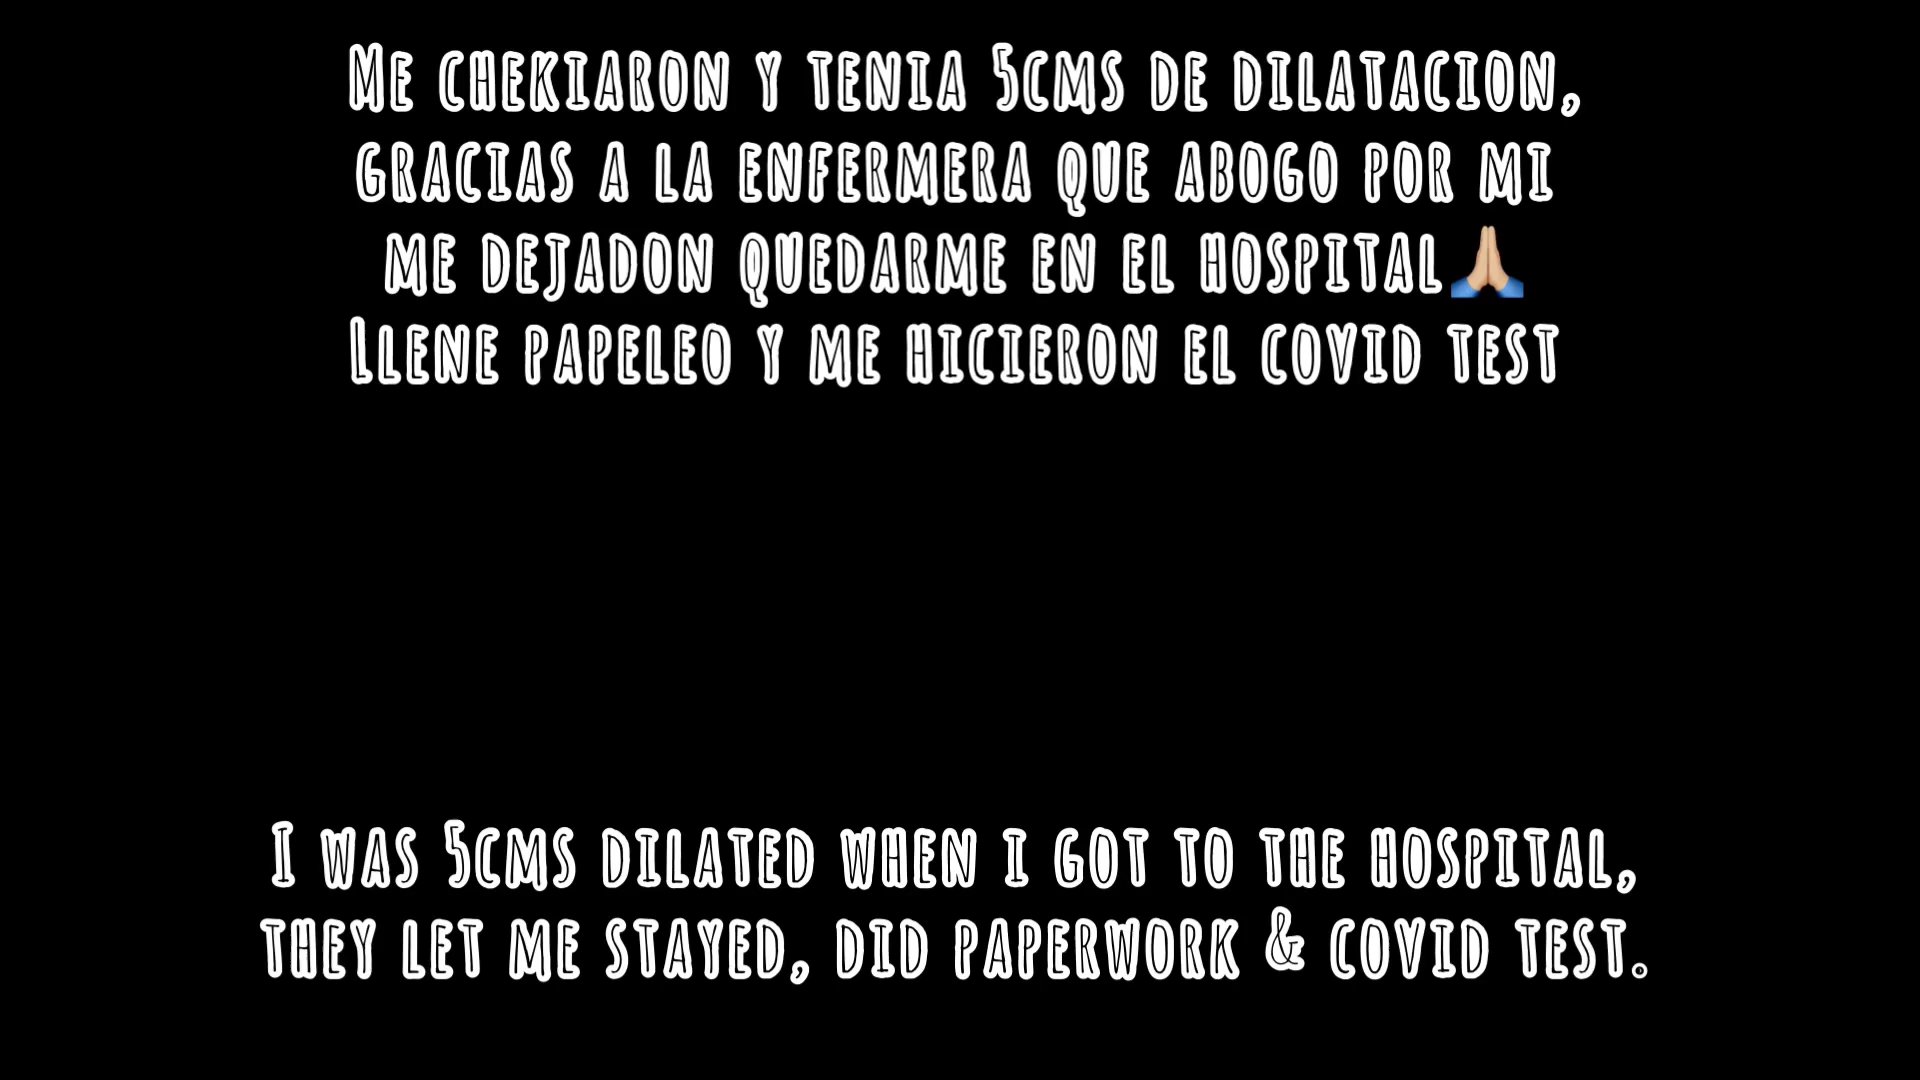 Me chekiaron y tenia 5cms de dilatacion,
gracias a la enfermera que abogo por mi
me dejadon quedarme en el hospital🙏🏼
Llene papeleo y me hicieron el covid test
I was 5cms dilated when i got to the hospital,
they let me stayed, did paperwork & covid test.